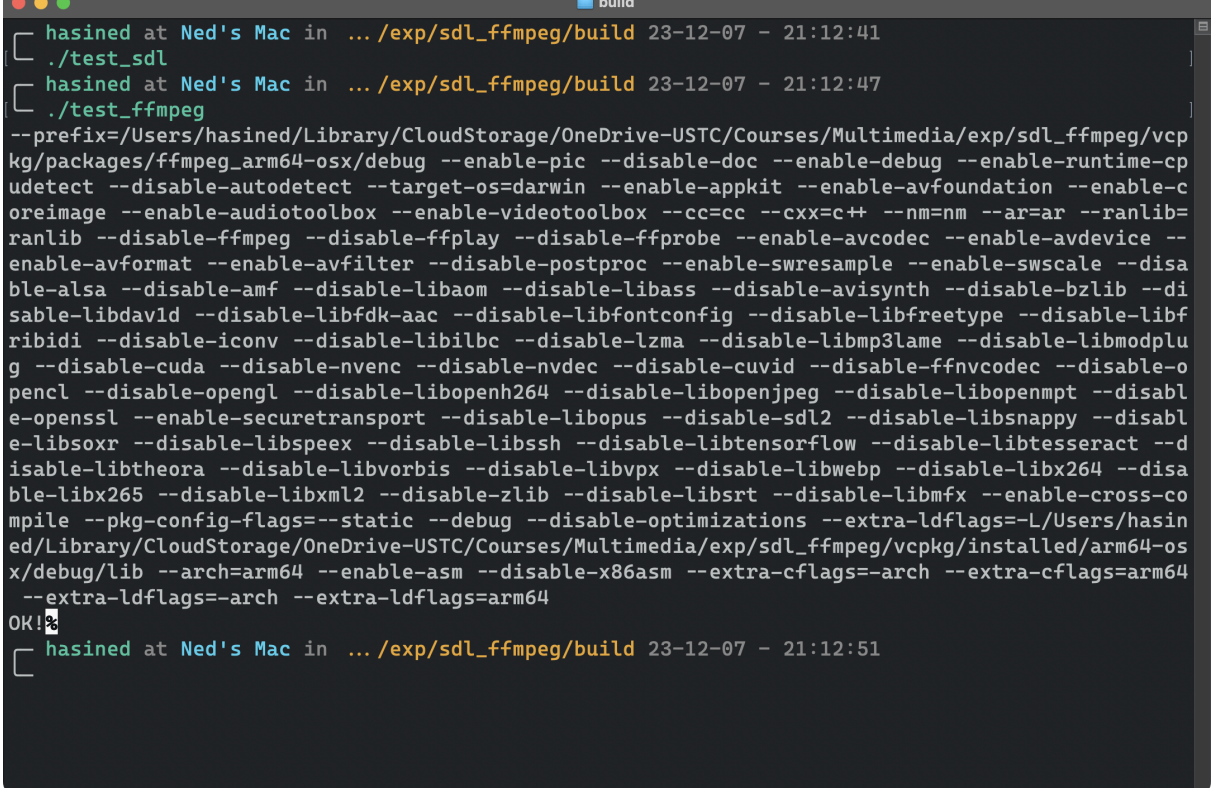 build
hasined at Ned's Mac in …/exp/sdl_ffmpeg/build 23-12-07 - 21:12:41
./test_sdl
hasined at Ned's Mac in …/exp/sdl_ffmpeg/build 23-12-07 - 21:12:47
./test_ffmpeg
--prefix=/Users/hasined/Library/CloudStorage/OneDrive-USTC/Courses/Multimedia/exp/sdl_ffmpeg/vcp
kg/packages/ffmpeg_arm64-osx/debug --enable-pic --disable-doc --enable-debug --enable-runtime-cp
udetect --disable-autodetect --target-os=darwin --enable-appkit --enable-avfoundation --enable-c
oreimage --enable-audiotoolbox --enable-videotoolbox --cc=cc --cxx=c++ --nm=nm --ar=ar --ranlib=
ranlib --disable-ffmpeg --disable-ffplay --disable-ffprobe --enable-avcodec --enable-avdevice --
enable-avformat --enable-avfilter --disable-postproc --enable-swresample --enable-swscale --disa
ble-alsa --disable-amf --disable-libaom --disable-libass --disable-avisynth --disable-bzlib --di
sable-libdav1d --disable-libfdk-aac --disable-libfontconfig --disable-libfreetype --disable-libf
ribidi --disable-iconv --disable-libilbc --disable-lzma --disable-libmp3lame --disable-libmodplu
g --disable-cuda --disable-nvenc --disable-nvdec --disable-cuvid --disable-ffnvcodec --disable-o
pencl --disable-opengl --disable-libopenh264 --disable-libopenjpeg --disable-libopenmpt --disabl
e-openssl --enable-securetransport --disable-libopus --disable-sdl2 --disable-libsnappy --disabl
e-libsoxr --disable-libspeex --disable-libssh --disable-libtensorflow --disable-libtesseract --d
isable-libtheora --disable-libvorbis --disable-libvpx --disable-libwebp --disable-libx264 --disa
ble-libx265 --disable-libxml2 --disable-zlib --disable-libsrt --disable-libmfx --enable-cross-co
mpile --pkg-config-flags=--static --debug --disable-optimizations --extra-ldflags=-L/Users/hasin
ed/Library/CloudStorage/OneDrive-USTC/Courses/Multimedia/exp/sdl_ffmpeg/vcpkg/installed/arm64-os
x/debug/lib --arch=arm64 --enable-asm --disable-x86asm --extra-cflags=-arch --extra-cflags=arm64
 --extra-ldflags=-arch --extra-ldflags=arm64
OK!%
hasined at Ned's Mac in …/exp/sdl_ffmpeg/build 23-12-07 - 21:12:51